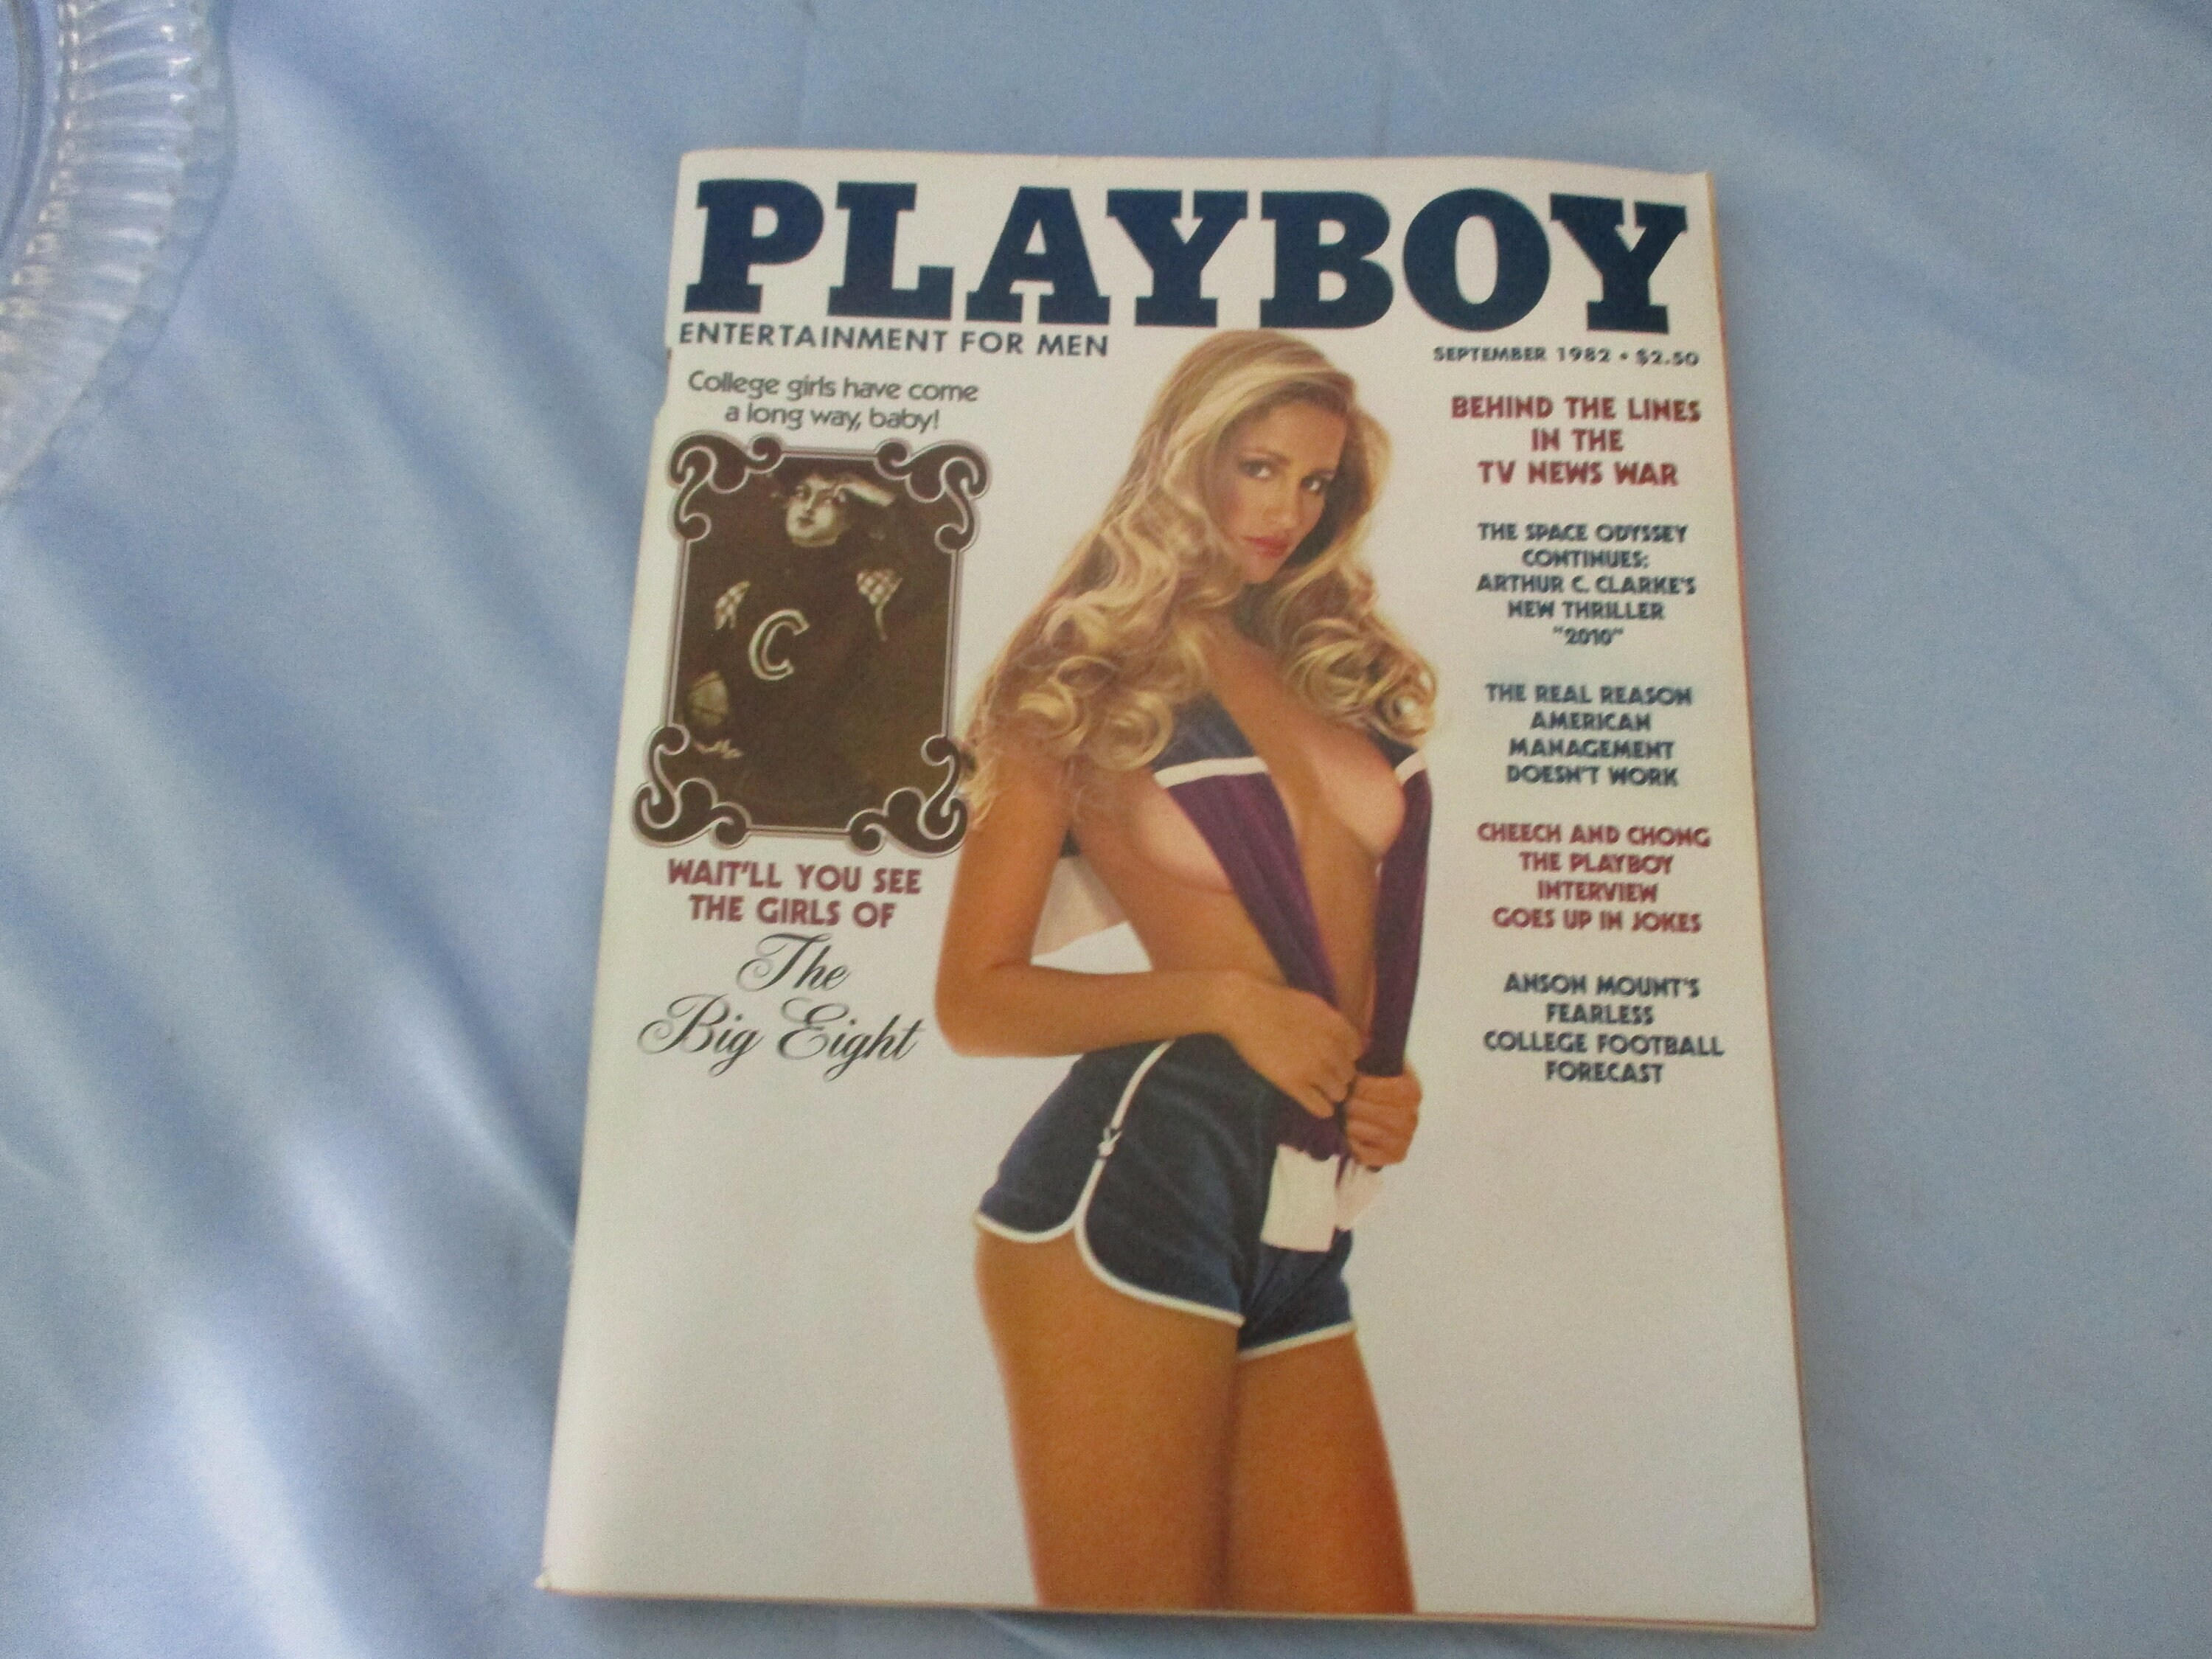 PLAYBOY
ENTERTAINMENT FOR MEN
SEPTEMBER 1982 • $2.50
College girls have come
a long way, baby!
C
WAIT'LL YOU SEE
THE GIRLS OF
The
Big Eight
BEHIND THE LINES
IN THE
TV NEWS WAR
THE SPACE ODYSSEY
CONTINUES:
ARTHUR C. CLARKE'S
NEW THRILLER
"2010"
THE REAL REASON
AMERICAN
MANAGEMENT
DOESN'T WORK
CHEECH AND CHONG
THE PLAYBOY
INTERVIEW
GOES UP IN JOKES
ANSON MOUNT'S
FEARLESS
COLLEGE FOOTBALL
FORECAST